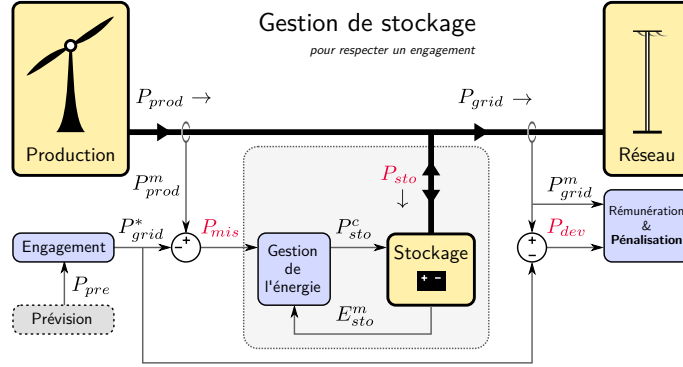 Gestion de stockage
pour respecter un engagement
P_prod →
P_grid →
Production
Réseau
P^m_prod
P_sto
↓
P^m_grid
P*_grid
+
−
P_mis
P^c_sto
+
−
P_dev
Rémunération
&
Pénalisation
Engagement
Gestion
de
l'énergie
Stockage
+ −
P_pre
E^m_sto
Prévision